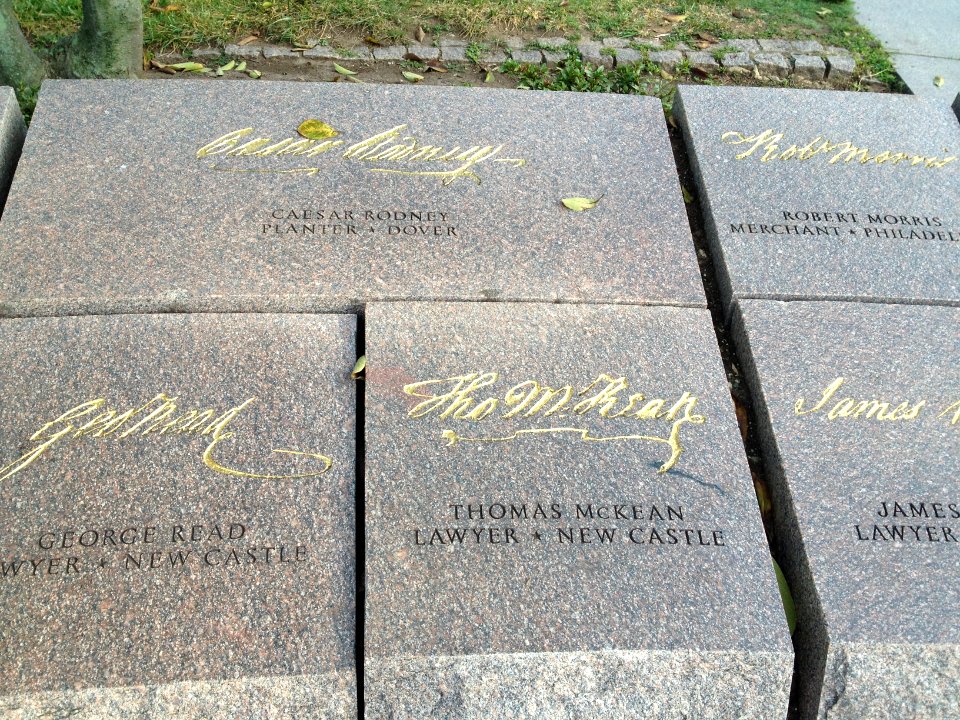 Caesar Rodney
CAESAR RODNEY
PLANTER ★ DOVER
Robt Morris
ROBERT MORRIS
MERCHANT ★ PHILADEL
Geo Read
GEORGE READ
WYER ★ NEW CASTLE
Tho M:Kean
THOMAS McKEAN
LAWYER ★ NEW CASTLE
James
JAMES
LAWYER